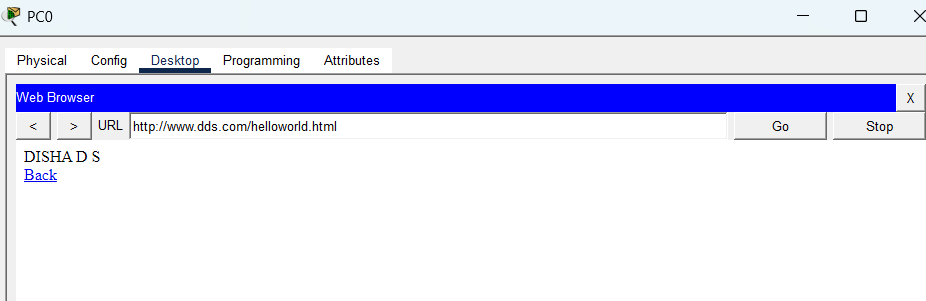 PC0
Physical Config Desktop Programming Attributes
Web Browser X
< > URL http://www.dds.com/helloworld.html Go Stop
DISHA D S
Back